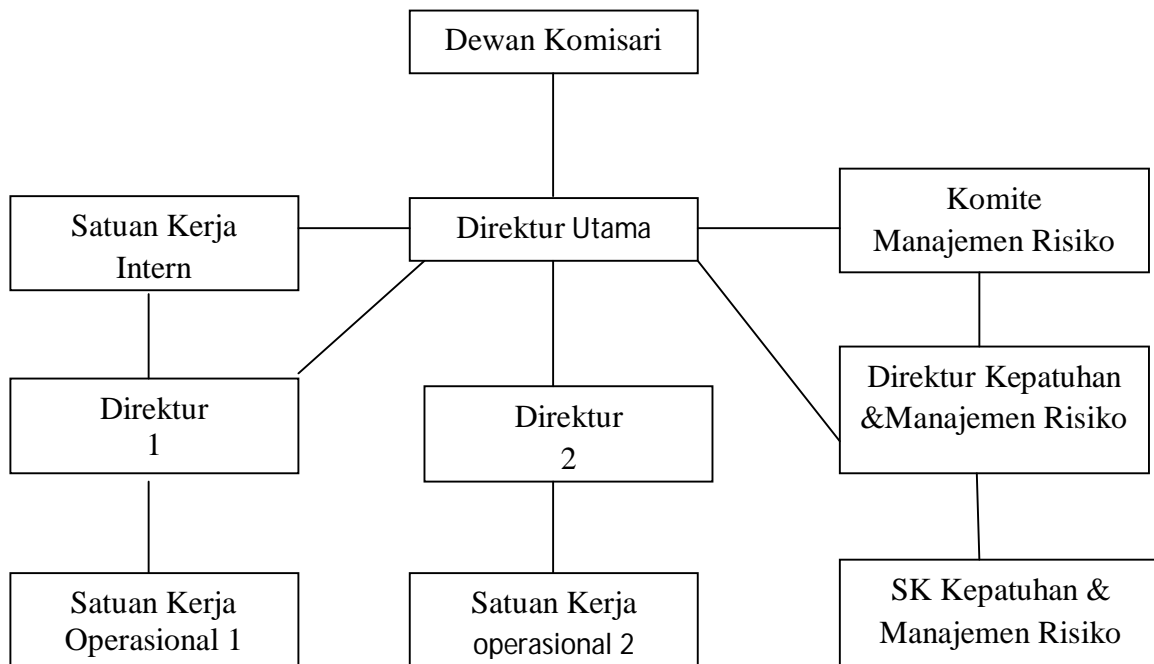 Dewan Komisari
Satuan Kerja
Intern
Direktur Utama
Komite
Manajemen Risiko
Direktur
1
Direktur
2
Direktur Kepatuhan
&Manajemen Risiko
Satuan Kerja
Operasional 1
Satuan Kerja
operasional 2
SK Kepatuhan &
Manajemen Risiko